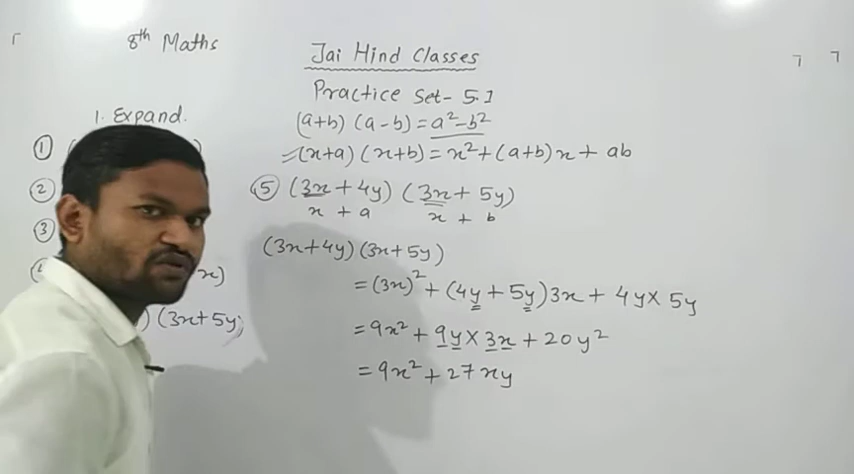 8th Maths
Jai Hind Classes
Practice Set- 5.1
1. Expand.
(a+b) (a-b) = a²-b²
=(x+a) (x+b) = x²+(a+b)x+ ab
①
②
③
⑤ (3x+4y) (3x+ 5y)
x + a x + b
(3x+4y) (3x+5y)
x)
= (3x)² + (4y + 5y)3x + 4y× 5y
) (3x+5y)
= 9x² + 9y×3x + 20y²
= 9x² + 27xy